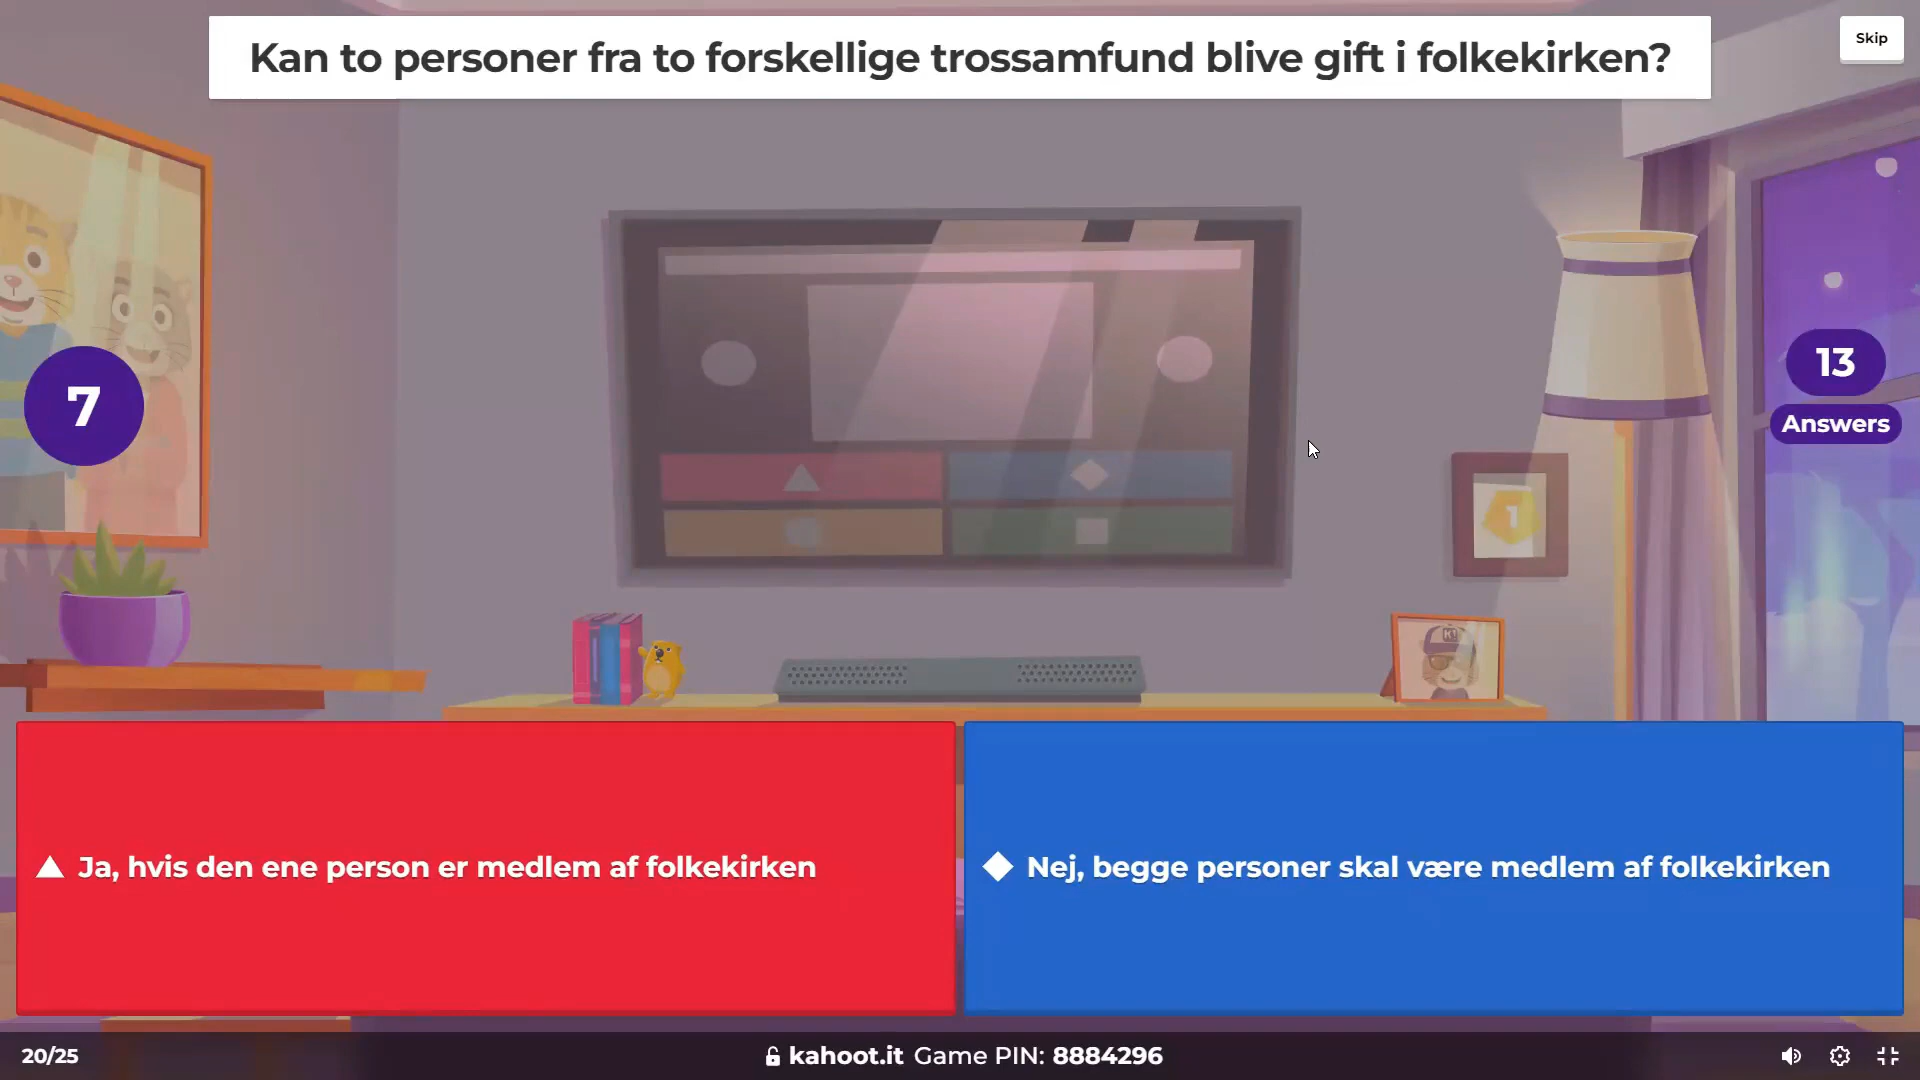 Kan to personer fra to forskellige trossamfund blive gift i folkekirken?
Skip
7
13
Answers
1
K!
Ja, hvis den ene person er medlem af folkekirken
Nej, begge personer skal være medlem af folkekirken
20/25
kahoot.it Game PIN: 8884296